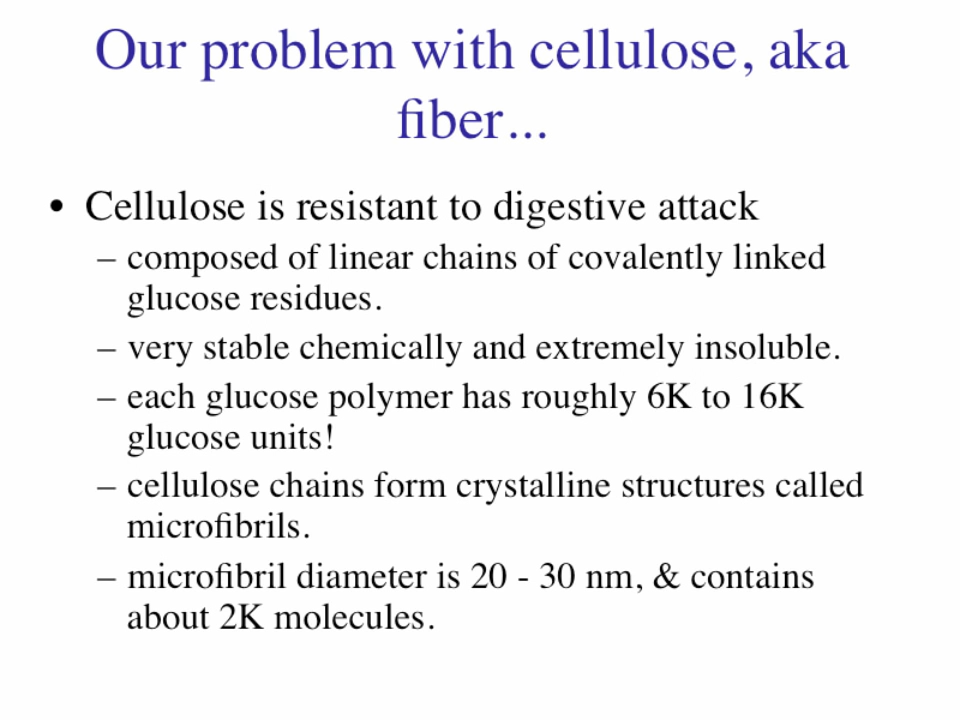 Our problem with cellulose, aka
fiber...
• Cellulose is resistant to digestive attack
– composed of linear chains of covalently linked
glucose residues.
– very stable chemically and extremely insoluble.
– each glucose polymer has roughly 6K to 16K
glucose units!
– cellulose chains form crystalline structures called
microfibrils.
– microfibril diameter is 20 - 30 nm, & contains
about 2K molecules.